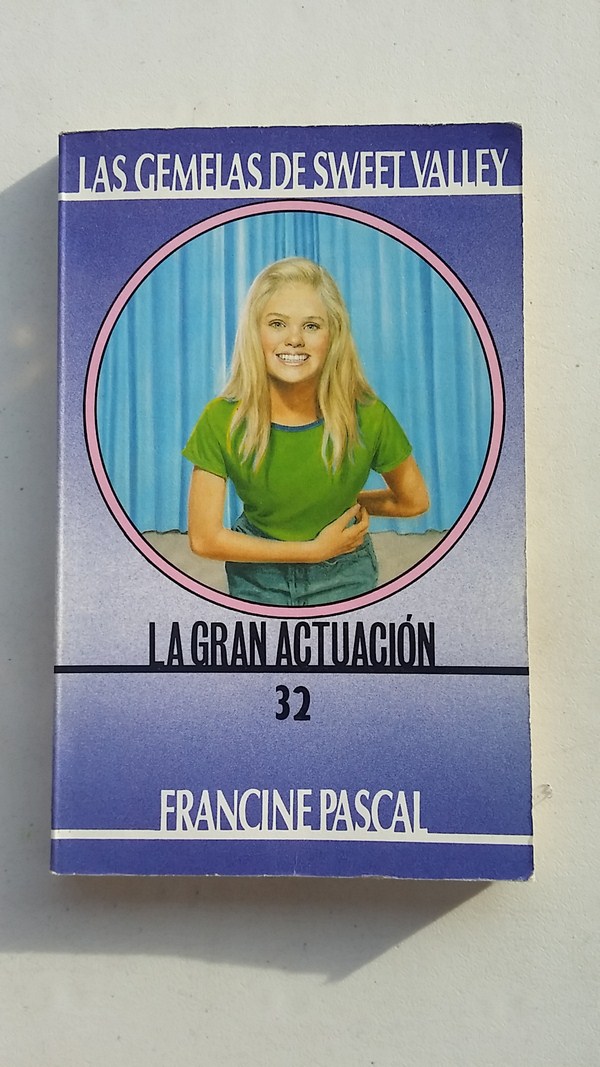 LAS GEMELAS DE SWEET VALLEY
LA GRAN ACTUACIÓN
32
FRANCINE PASCAL